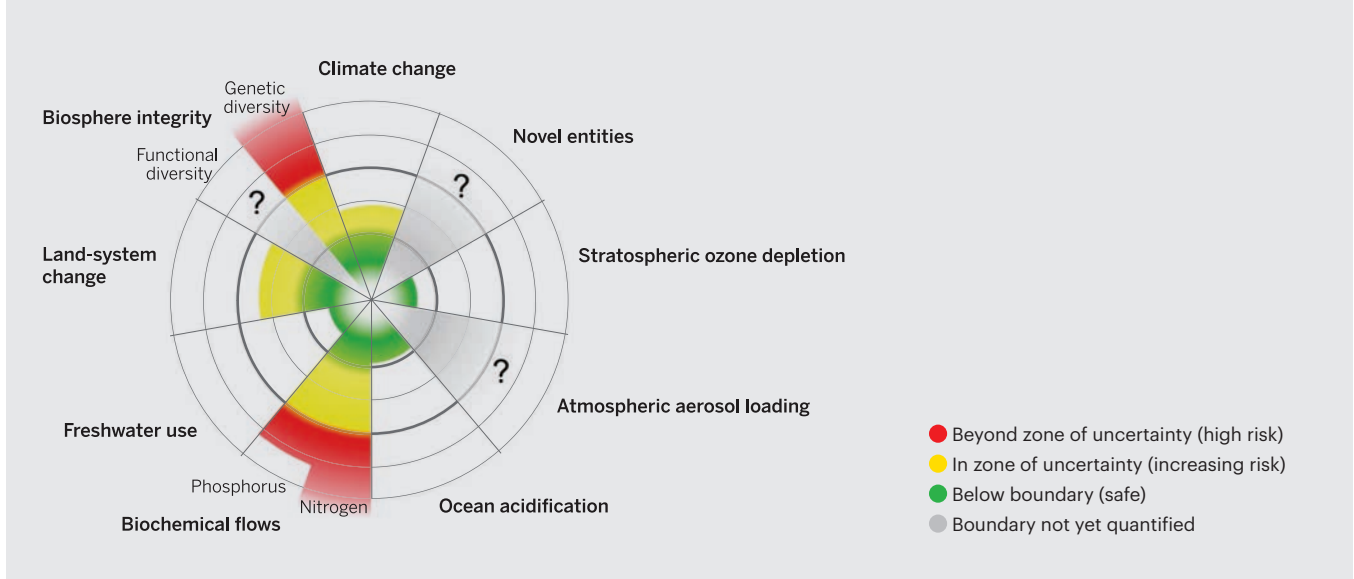 Climate change
Genetic
diversity
Biosphere integrity
Novel entities
Functional
diversity
?
?
Land-system
change
Stratospheric ozone depletion
?
Atmospheric aerosol loading
Freshwater use
Phosphorus
Nitrogen
Ocean acidification
Biochemical flows
Beyond zone of uncertainty (high risk)
In zone of uncertainty (increasing risk)
Below boundary (safe)
Boundary not yet quantified